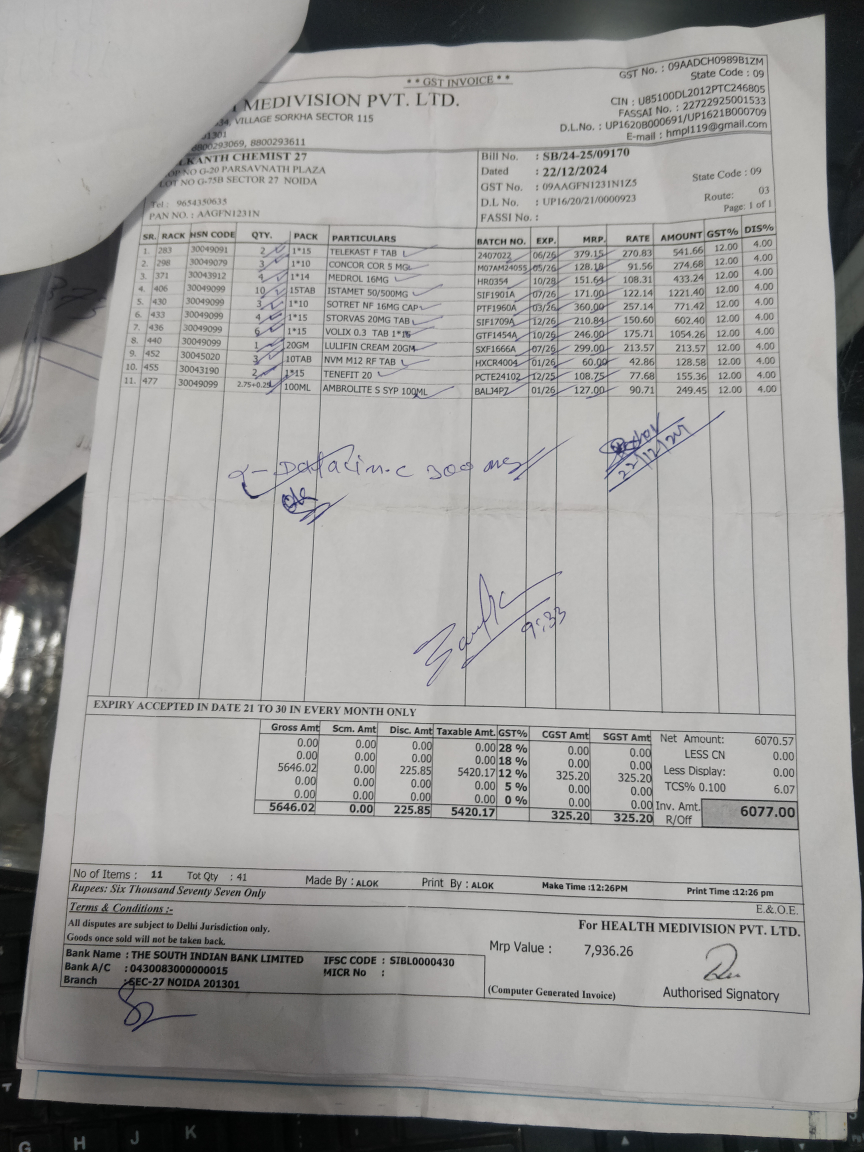 ** GST INVOICE **
GST No. : 09AADCH0989B1ZM
State Code : 09
MEDIVISION PVT. LTD.
CIN : U85100DL2012PTC246805
VILLAGE SORKHA SECTOR 115
FASSAI No. : 22722925001533
201301
D.L.No. : UP1620B000691/UP1621B000709
8800293069, 8800293611
E-mail : hmpl119@gmail.com
LKANTH CHEMIST 27
NO G-20 PARSAVNATH PLAZA
LOT NO G-75B SECTOR 27 NOIDA
Tel : 9654350635
PAN NO. : AAGFN1231N
Bill No. : SB/24-25/09170
Dated : 22/12/2024
State Code : 09
GST No. : 09AAGFN1231N1Z5
D.L No. : UP16/20/21/0000923
Route: 03
FASSI No. :
Page: 1 of 1
SR. RACK HSN CODE QTY. PACK PARTICULARS BATCH NO. EXP. MRP. RATE AMOUNT GST% DIS%
1. 283 30049091 2 1*15 TELEKAST F TAB 2407022 06/26 379.15 270.83 541.66 12.00 4.00
2. 298 30049079 3 1*10 CONCOR COR 5 MG M07AM24055 05/26 128.18 91.56 274.68 12.00 4.00
3. 371 30043912 4 1*14 MEDROL 16MG HR0354 10/28 151.64 108.31 433.24 12.00 4.00
4. 406 30049099 10 15TAB ISTAMET 50/500MG SIF1901A 07/26 171.00 122.14 1221.40 12.00 4.00
5. 430 30049099 3 1*10 SOTRET NF 16MG CAP PTF1960A 03/26 360.00 257.14 771.42 12.00 4.00
6. 433 30049099 4 1*15 STORVAS 20MG TAB SIF1709A 12/26 210.84 150.60 602.40 12.00 4.00
7. 436 30049099 6 1*15 VOLIX 0.3 TAB 1*15 GTF1454A 10/26 246.00 175.71 1054.26 12.00 4.00
8. 440 30049099 1 20GM LULIFIN CREAM 20GM SXF1666A 07/26 299.00 213.57 213.57 12.00 4.00
9. 452 30045020 3 10TAB NVM M12 RF TAB HXCR4004 01/26 60.00 42.86 128.58 12.00 4.00
10. 455 30043190 2 1*15 TENEFIT 20 PCTE24102 12/25 108.75 77.68 155.36 12.00 4.00
11. 477 30049099 2.75+0.25 100ML AMBROLITE S SYP 100ML BALJ4PZ 01/26 127.00 90.71 249.45 12.00 4.00
300 mg
22/12/24
9:33
EXPIRY ACCEPTED IN DATE 21 TO 30 IN EVERY MONTH ONLY
Gross Amt Scm. Amt Disc. Amt Taxable Amt. GST% CGST Amt SGST Amt
0.00 0.00 0.00 0.00 28 % 0.00 0.00
0.00 0.00 0.00 0.00 18 % 0.00 0.00
5646.02 0.00 225.85 5420.17 12 % 325.20 325.20
0.00 0.00 0.00 0.00 5 % 0.00 0.00
0.00 0.00 0.00 0.00 0 % 0.00 0.00
5646.02 0.00 225.85 5420.17 325.20 325.20
Net Amount: 6070.57
LESS CN 0.00
Less Display: 0.00
TCS% 0.100 6.07
Inv. Amt. 6077.00
R/Off
No of Items : 11 Tot Qty : 41 Made By : ALOK Print By : ALOK Make Time :12:26PM Print Time :12:26 pm
Rupees: Six Thousand Seventy Seven Only
E.&.O.E.
Terms & Conditions :-
All disputes are subject to Delhi Jurisdiction only.
Goods once sold will not be taken back.
For HEALTH MEDIVISION PVT. LTD.
Bank Name : THE SOUTH INDIAN BANK LIMITED IFSC CODE : SIBL0000430
Bank A/C : 0430083000000015 MICR No :
Branch : SEC-27 NOIDA 201301
Mrp Value : 7,936.26
(Computer Generated Invoice)
Authorised Signatory
G H J K